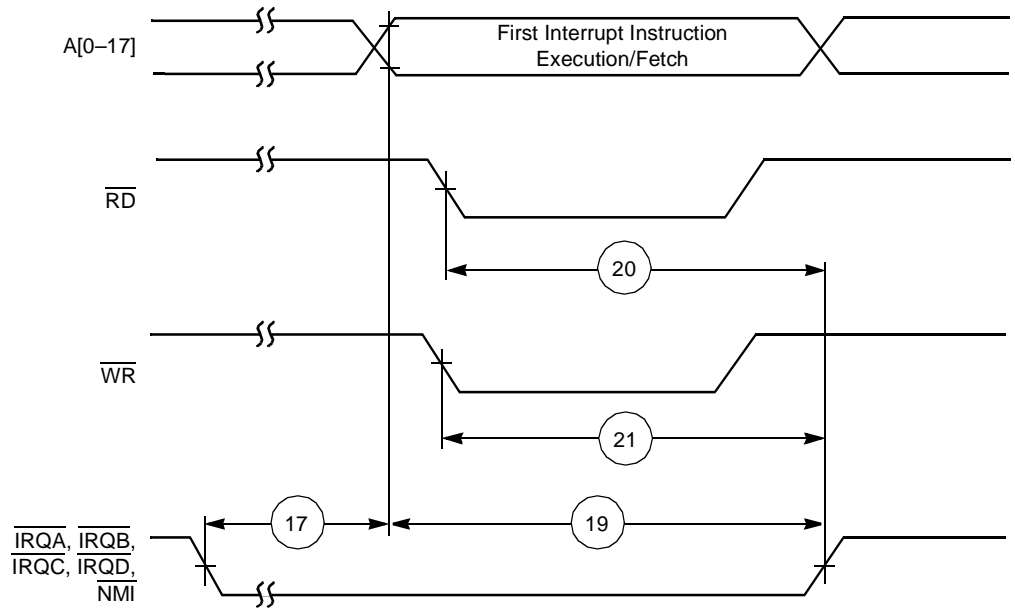 A[0–17]
First Interrupt Instruction
Execution/Fetch
RD
20
WR
21
17
19
IRQA, IRQB,
IRQC, IRQD,
NMI